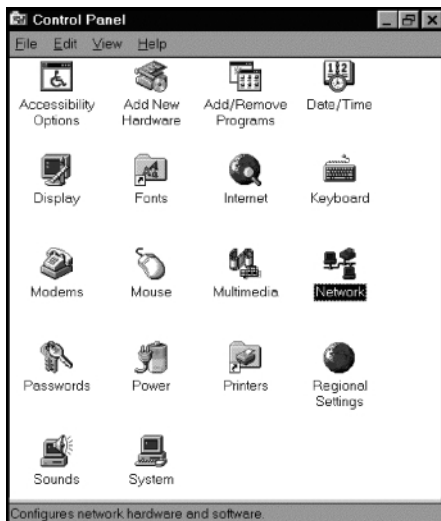 Control Panel
File Edit View Help
Accessibility Options
Add New Hardware
Add/Remove Programs
Date/Time
Display
Fonts
Internet
Keyboard
Modems
Mouse
Multimedia
Network
Passwords
Power
Printers
Regional Settings
Sounds
System
Configures network hardware and software.